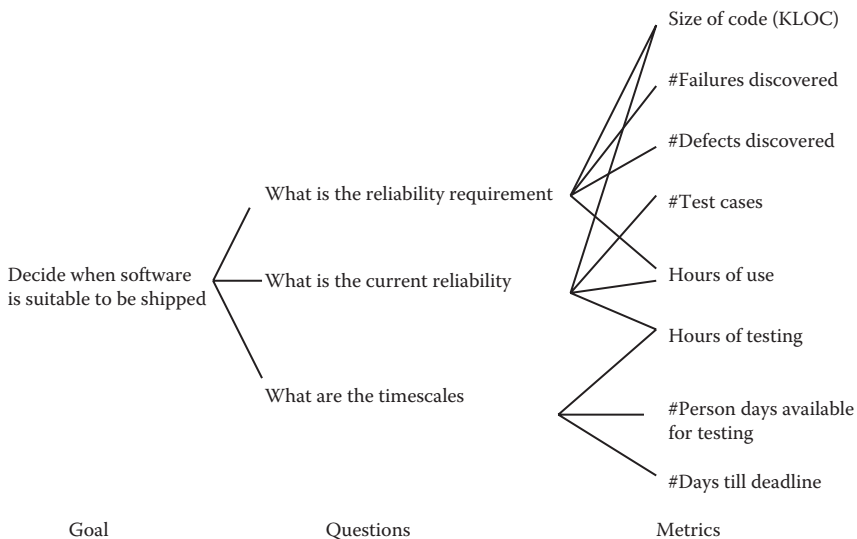 Size of code (KLOC)
#Failures discovered
#Defects discovered
What is the reliability requirement
#Test cases
Decide when software
is suitable to be shipped
What is the current reliability
Hours of use
Hours of testing
What are the timescales
#Person days available
for testing
#Days till deadline
Goal
Questions
Metrics